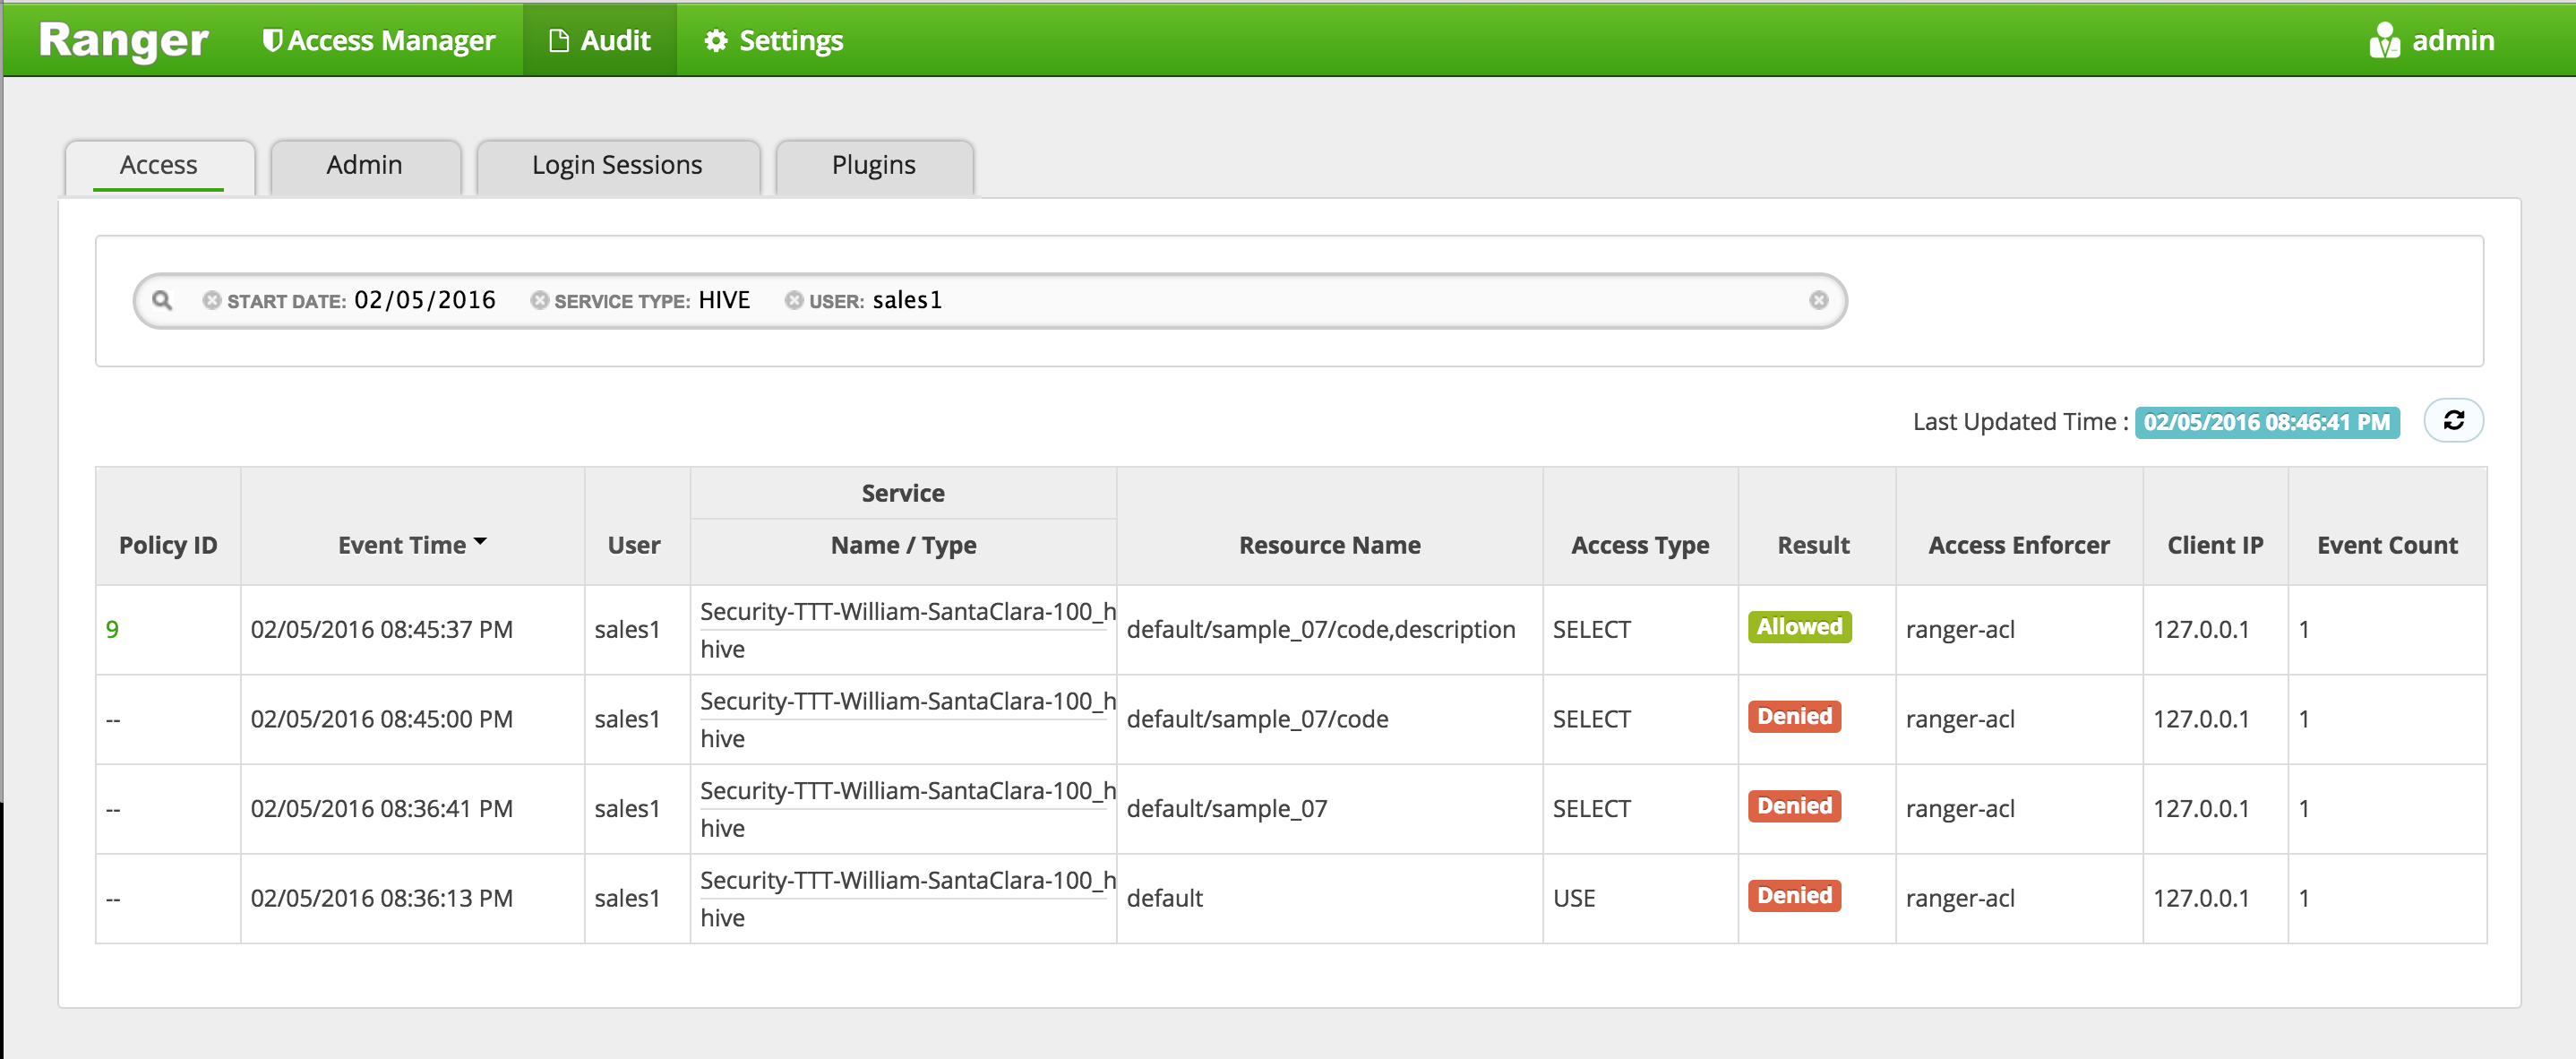 Ranger Access Manager Audit Settings admin
Access Admin Login Sessions Plugins
START DATE: 02/05/2016 SERVICE TYPE: HIVE USER: sales1
Last Updated Time : 02/05/2016 08:46:41 PM
Service
Policy ID Event Time User Name / Type Resource Name Access Type Result Access Enforcer Client IP Event Count
Security-TTT-William-SantaClara-100_h
9 02/05/2016 08:45:37 PM sales1 default/sample_07/code,description SELECT Allowed ranger-acl 127.0.0.1 1
hive
Security-TTT-William-SantaClara-100_h
-- 02/05/2016 08:45:00 PM sales1 default/sample_07/code SELECT Denied ranger-acl 127.0.0.1 1
hive
Security-TTT-William-SantaClara-100_h
-- 02/05/2016 08:36:41 PM sales1 default/sample_07 SELECT Denied ranger-acl 127.0.0.1 1
hive
Security-TTT-William-SantaClara-100_h
-- 02/05/2016 08:36:13 PM sales1 default USE Denied ranger-acl 127.0.0.1 1
hive